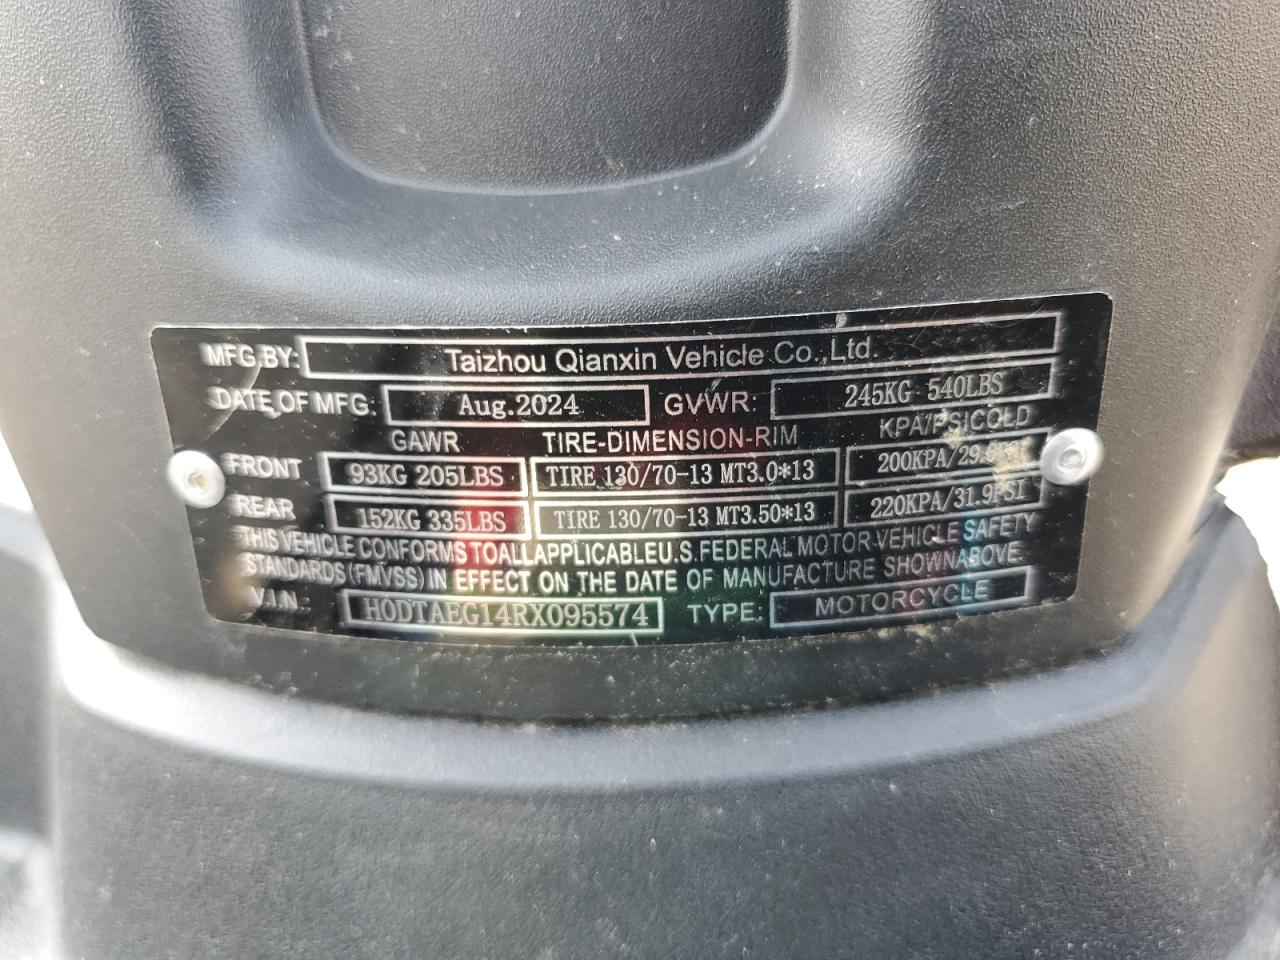 MFG.BY: Taizhou Qianxin Vehicle Co.,Ltd.
DATE OF MFG: Aug.2024 GVWR: 245KG 540LBS
GAWR TIRE-DIMENSION-RIM KPA/PSICOLD
FRONT 93KG 205LBS TIRE 130/70-13 MT3.0*13 200KPA/29.0PSI
REAR 152KG 335LBS TIRE 130/70-13 MT3.50*13 220KPA/31.9PSI
THIS VEHICLE CONFORMS TOALLAPPLICABLEU.S.FEDERAL MOTOR-VEHICLE SAFETY
STANDARDS(FMVSS)IN EFFECT ON THE DATE OF MANUFACTURE SHOWNABOVE
V.I.N.: H0DTAEG14RX095574 TYPE: MOTORCYCLE